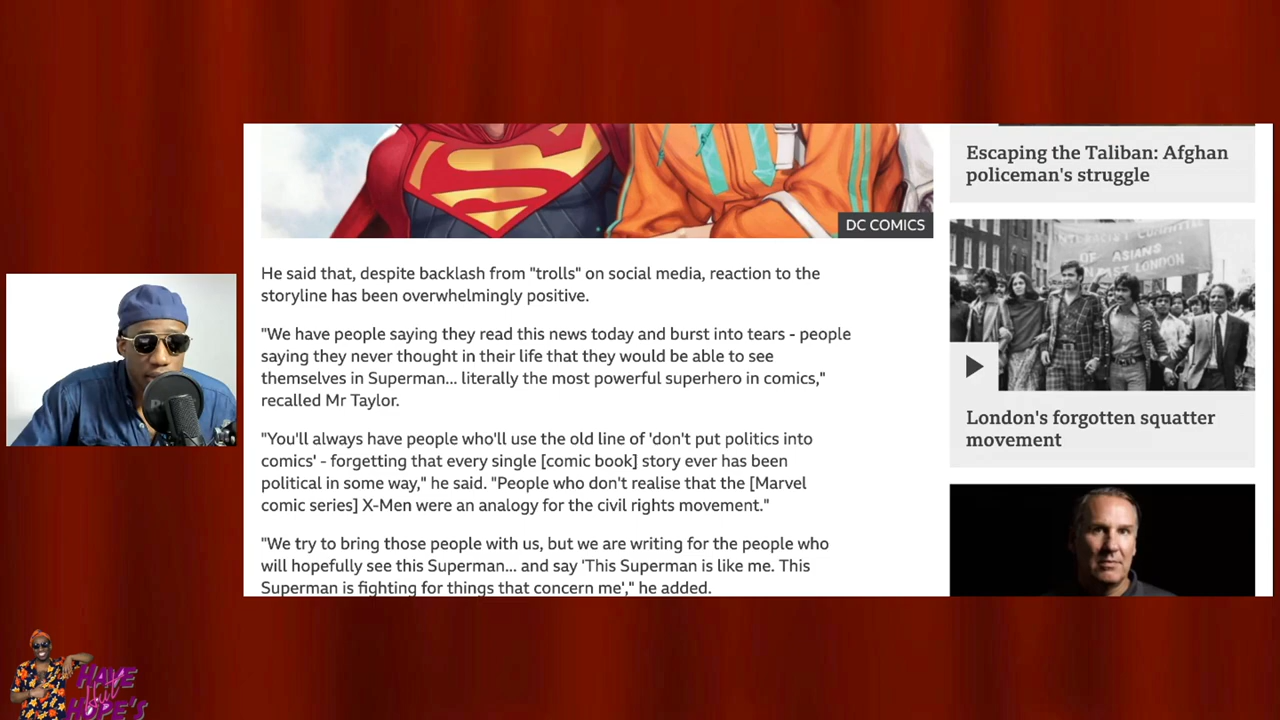 DC COMICS
He said that, despite backlash from "trolls" on social media, reaction to the
storyline has been overwhelmingly positive.
"We have people saying they read this news today and burst into tears - people
saying they never thought in their life that they would be able to see
themselves in Superman... literally the most powerful superhero in comics,"
recalled Mr Taylor.
"You'll always have people who'll use the old line of 'don't put politics into
comics' - forgetting that every single [comic book] story ever has been
political in some way," he said. "People who don't realise that the [Marvel
comic series] X-Men were an analogy for the civil rights movement."
"We try to bring those people with us, but we are writing for the people who
will hopefully see this Superman... and say 'This Superman is like me. This
Superman is fighting for things that concern me'," he added.
Escaping the Taliban: Afghan
policeman's struggle
OF ASIANS
LONDON
London's forgotten squatter
movement
HAVE
HOPE'S